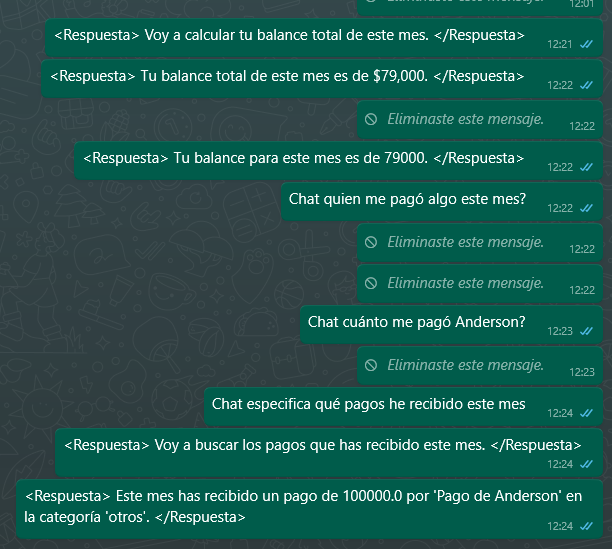 Eliminaste este mensaje. 12:01
<Respuesta> Voy a calcular tu balance total de este mes. </Respuesta> 12:21
<Respuesta> Tu balance total de este mes es de $79,000. </Respuesta> 12:22
Eliminaste este mensaje. 12:22
<Respuesta> Tu balance para este mes es de 79000. </Respuesta> 12:22
Chat quien me pagó algo este mes? 12:22
Eliminaste este mensaje. 12:22
Eliminaste este mensaje. 12:22
Chat cuánto me pagó Anderson? 12:23
Eliminaste este mensaje. 12:23
Chat especifica qué pagos he recibido este mes 12:24
<Respuesta> Voy a buscar los pagos que has recibido este mes. </Respuesta>
12:24
<Respuesta> Este mes has recibido un pago de 100000.0 por 'Pago de Anderson' en
la categoría 'otros'. </Respuesta> 12:24